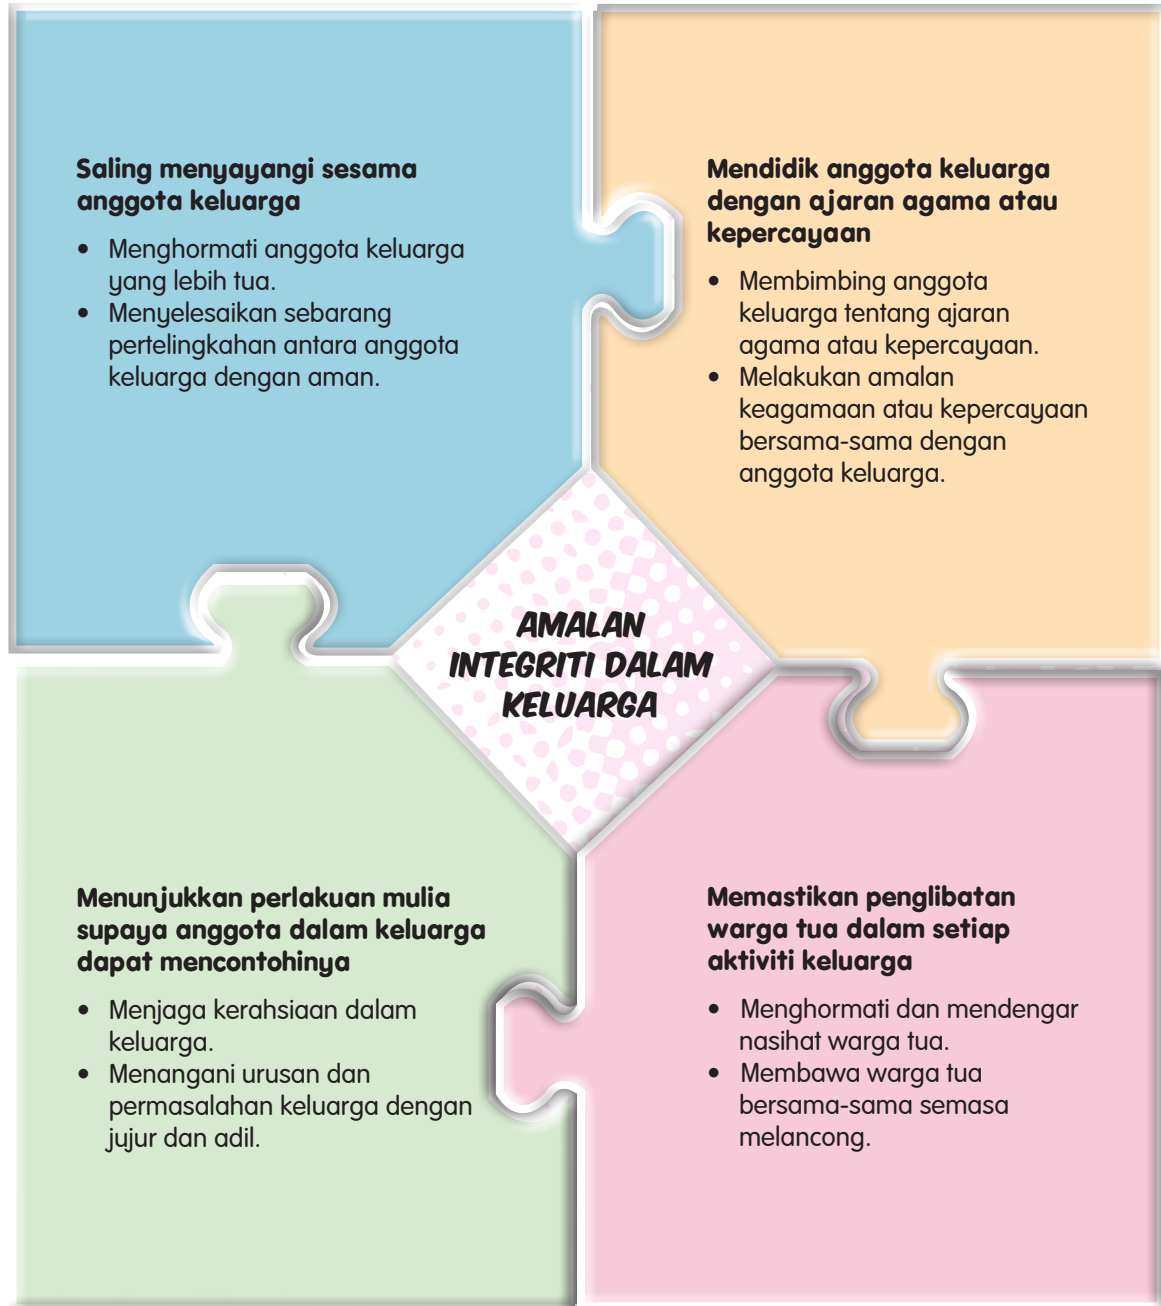 Saling menyayangi sesama
anggota keluarga
• Menghormati anggota keluarga
yang lebih tua.
• Menyelesaikan sebarang
pertelingkahan antara anggota
keluarga dengan aman.
Mendidik anggota keluarga
dengan ajaran agama atau
kepercayaan
• Membimbing anggota
keluarga tentang ajaran
agama atau kepercayaan.
• Melakukan amalan
keagamaan atau kepercayaan
bersama-sama dengan
anggota keluarga.
AMALAN
INTEGRITI DALAM
KELUARGA
Menunjukkan perlakuan mulia
supaya anggota dalam keluarga
dapat mencontohinya
• Menjaga kerahsiaan dalam
keluarga.
• Menangani urusan dan
permasalahan keluarga dengan
jujur dan adil.
Memastikan penglibatan
warga tua dalam setiap
aktiviti keluarga
• Menghormati dan mendengar
nasihat warga tua.
• Membawa warga tua
bersama-sama semasa
melancong.